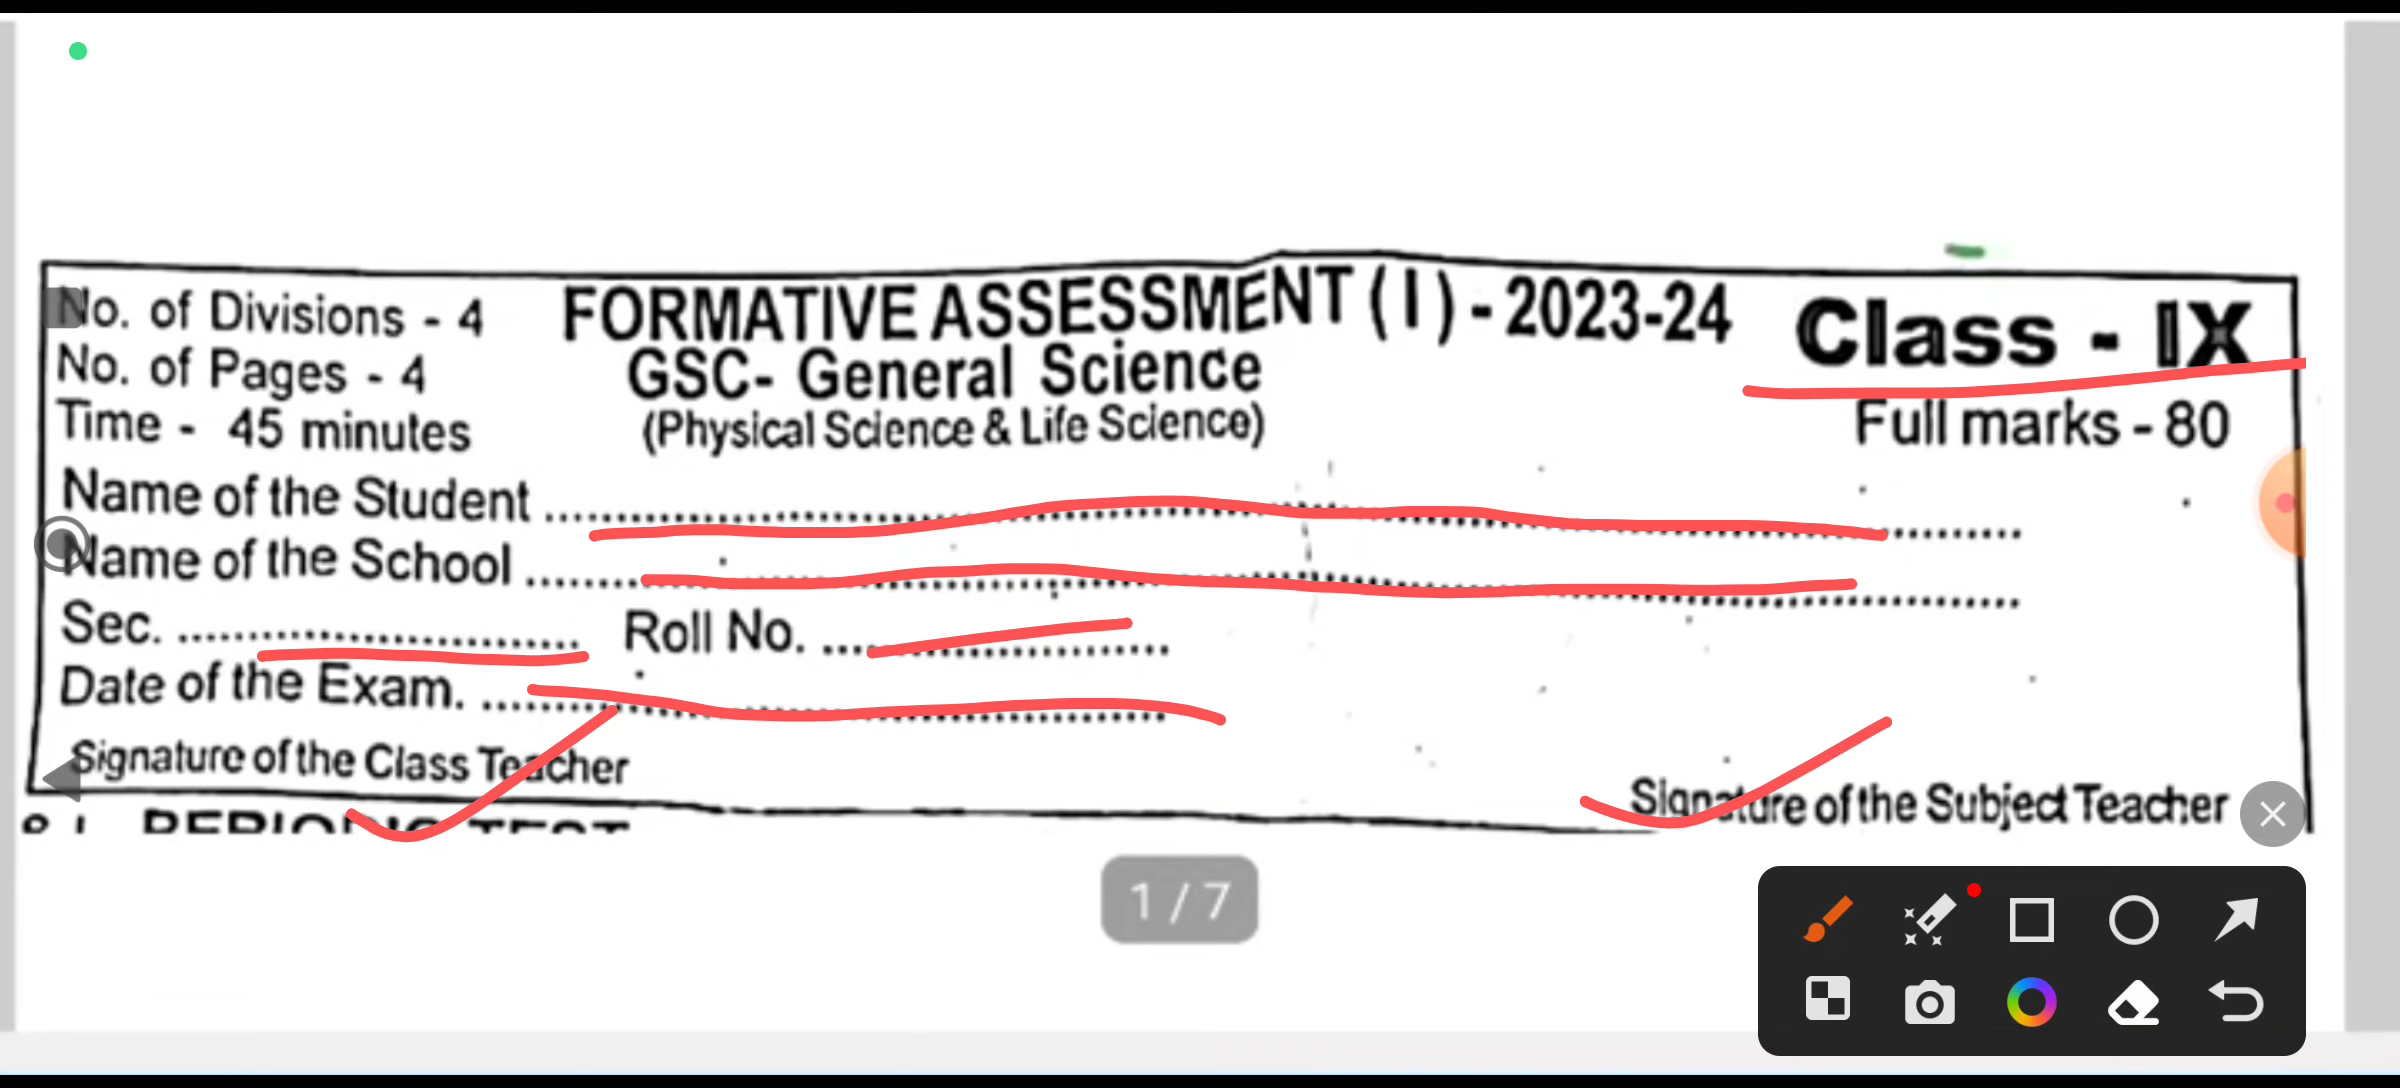 No. of Divisions - 4 FORMATIVE ASSESSMENT ( I ) - 2023-24 Class - IX
No. of Pages - 4 GSC- General Science
Time - 45 minutes (Physical Science & Life Science) Full marks - 80
Name of the Student
Name of the School
Sec. Roll No.
Date of the Exam.
Signature of the Class Teacher
Signature of the Subject Teacher
PERIODIC TEST
1 / 7